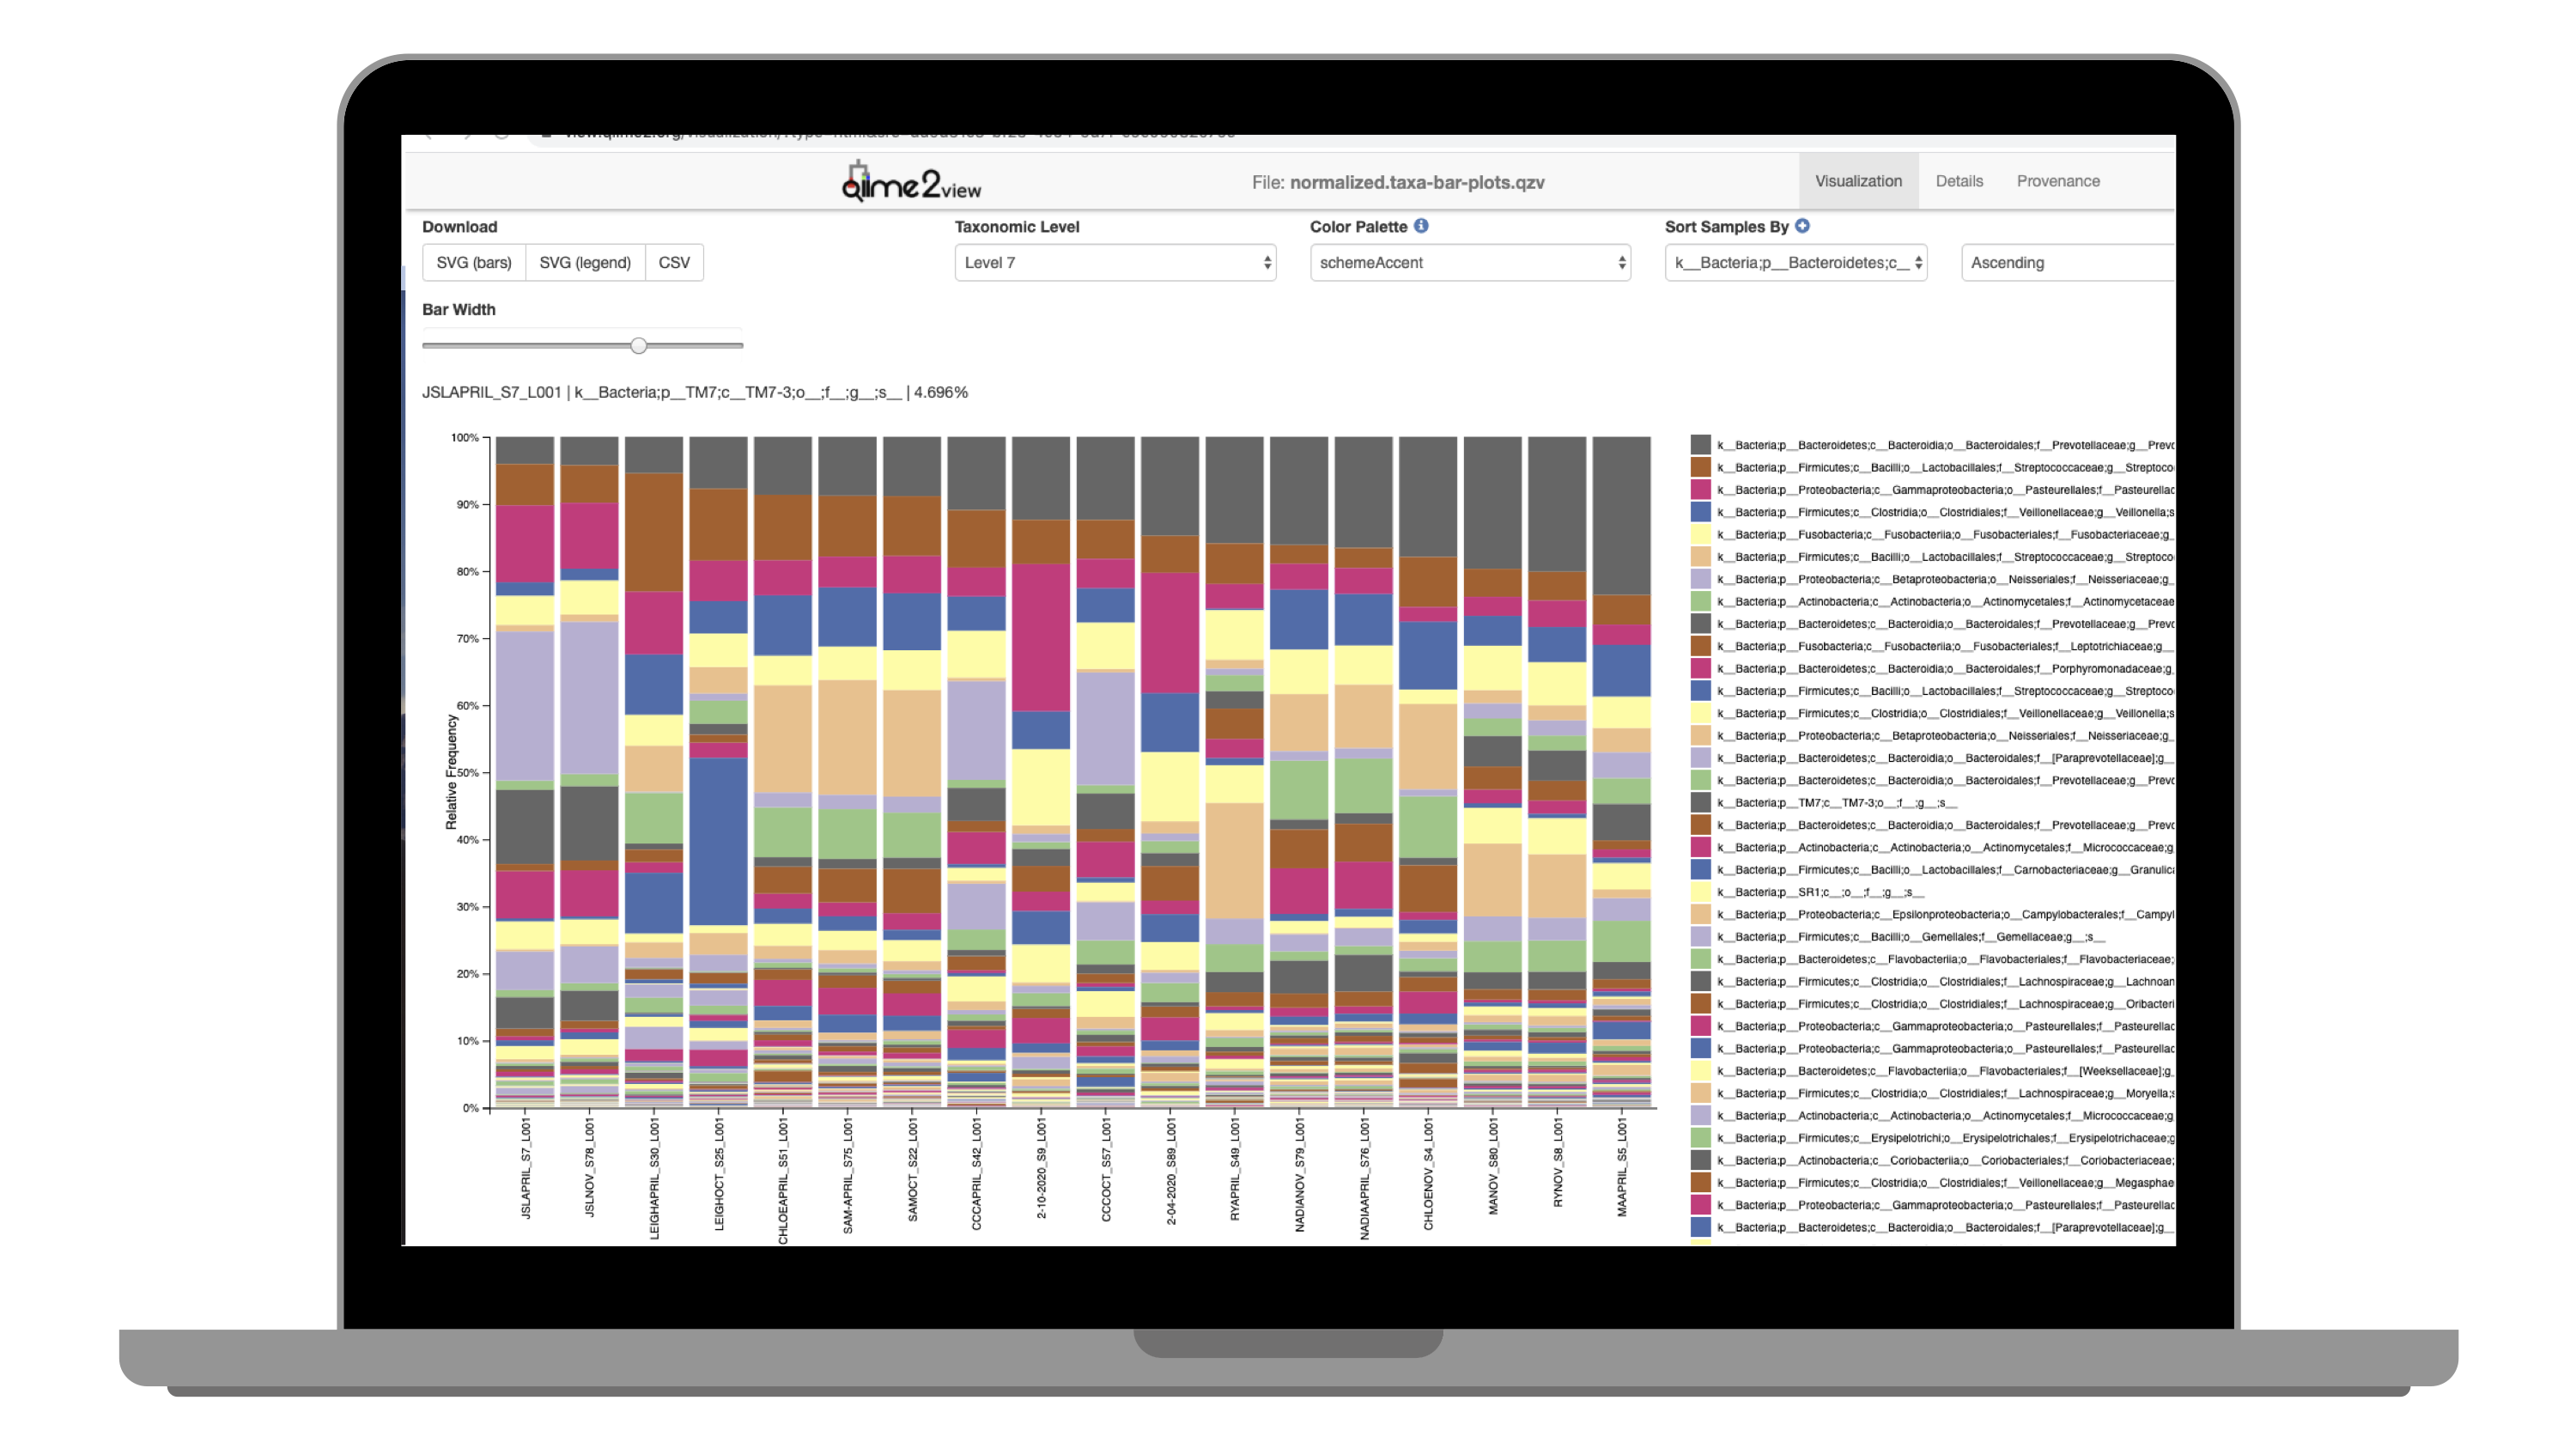 qiime2view
File: normalized.taxa-bar-plots.qzv
Visualization
Details
Provenance
Download
Taxonomic Level
Color Palette
Sort Samples By
SVG (bars)
SVG (legend)
CSV
Level 7
schemeAccent
k__Bacteria;p__Bacteroidetes;c__
Ascending
Bar Width
JSLAPRIL_S7_L001 | k__Bacteria;p__TM7;c__TM7-3;o__;f__;g__;s__ | 4.696%
Relative Frequency
100%
90%
80%
70%
60%
50%
40%
30%
20%
10%
0%
JSLAPRIL_S7_L001
JSLNOV_S78_L001
LEIGHAPRIL_S30_L001
LEIGHOCT_S25_L001
CHLOEAPRIL_S51_L001
SAM-APRIL_S75_L001
SAMOCT_S22_L001
CCCAPRIL_S42_L001
2-10-2020_S9_L001
CCCOCT_S57_L001
2-04-2020_S89_L001
RYAPRIL_S49_L001
NADIANOV_S79_L001
NADIAAPRIL_S76_L001
CHLOENOV_S4_L001
MANOV_S80_L001
RYNOV_S8_L001
MAAPRIL_S5_L001
k__Bacteria;p__Bacteroidetes;c__Bacteroidia;o__Bacteroidales;f__Prevotellaceae;g__Prevo
k__Bacteria;p__Firmicutes;c__Bacilli;o__Lactobacillales;f__Streptococcaceae;g__Streptoco
k__Bacteria;p__Proteobacteria;c__Gammaproteobacteria;o__Pasteurellales;f__Pasteurellac
k__Bacteria;p__Firmicutes;c__Clostridia;o__Clostridiales;f__Veillonellaceae;g__Veillonella;s
k__Bacteria;p__Fusobacteria;c__Fusobacteriia;o__Fusobacteriales;f__Fusobacteriaceae;g_
k__Bacteria;p__Firmicutes;c__Bacilli;o__Lactobacillales;f__Streptococcaceae;g__Streptoco
k__Bacteria;p__Proteobacteria;c__Betaproteobacteria;o__Neisseriales;f__Neisseriaceae;g_
k__Bacteria;p__Actinobacteria;c__Actinobacteria;o__Actinomycetales;f__Actinomycetaceae
k__Bacteria;p__Bacteroidetes;c__Bacteroidia;o__Bacteroidales;f__Prevotellaceae;g__Prevo
k__Bacteria;p__Fusobacteria;c__Fusobacteriia;o__Fusobacteriales;f__Leptotrichiaceae;g__
k__Bacteria;p__Bacteroidetes;c__Bacteroidia;o__Bacteroidales;f__Porphyromonadaceae;g_
k__Bacteria;p__Firmicutes;c__Bacilli;o__Lactobacillales;f__Streptococcaceae;g__Streptoco
k__Bacteria;p__Firmicutes;c__Clostridia;o__Clostridiales;f__Veillonellaceae;g__Veillonella;s
k__Bacteria;p__Proteobacteria;c__Betaproteobacteria;o__Neisseriales;f__Neisseriaceae;g_
k__Bacteria;p__Bacteroidetes;c__Bacteroidia;o__Bacteroidales;f__[Paraprevotellaceae];g__
k__Bacteria;p__Bacteroidetes;c__Bacteroidia;o__Bacteroidales;f__Prevotellaceae;g__Prevo
k__Bacteria;p__TM7;c__TM7-3;o__;f__;g__;s__
k__Bacteria;p__Bacteroidetes;c__Bacteroidia;o__Bacteroidales;f__Prevotellaceae;g__Prevo
k__Bacteria;p__Actinobacteria;c__Actinobacteria;o__Actinomycetales;f__Micrococcaceae;g
k__Bacteria;p__Firmicutes;c__Bacilli;o__Lactobacillales;f__Carnobacteriaceae;g__Granulica
k__Bacteria;p__SR1;c__;o__;f__;g__;s__
k__Bacteria;p__Proteobacteria;c__Epsilonproteobacteria;o__Campylobacterales;f__Campyl
k__Bacteria;p__Firmicutes;c__Bacilli;o__Gemellales;f__Gemellaceae;g__;s__
k__Bacteria;p__Bacteroidetes;c__Flavobacteriia;o__Flavobacteriales;f__Flavobacteriaceae;
k__Bacteria;p__Firmicutes;c__Clostridia;o__Clostridiales;f__Lachnospiraceae;g__Lachnoan
k__Bacteria;p__Firmicutes;c__Clostridia;o__Clostridiales;f__Lachnospiraceae;g__Oribacteri
k__Bacteria;p__Proteobacteria;c__Gammaproteobacteria;o__Pasteurellales;f__Pasteurellac
k__Bacteria;p__Proteobacteria;c__Gammaproteobacteria;o__Pasteurellales;f__Pasteurellac
k__Bacteria;p__Bacteroidetes;c__Flavobacteriia;o__Flavobacteriales;f__[Weeksellaceae];g_
k__Bacteria;p__Firmicutes;c__Clostridia;o__Clostridiales;f__Lachnospiraceae;g__Moryella;s
k__Bacteria;p__Actinobacteria;c__Actinobacteria;o__Actinomycetales;f__Micrococcaceae;g
k__Bacteria;p__Firmicutes;c__Erysipelotrichi;o__Erysipelotrichales;f__Erysipelotrichaceae;g
k__Bacteria;p__Actinobacteria;c__Coriobacteriia;o__Coriobacteriales;f__Coriobacteriaceae;
k__Bacteria;p__Firmicutes;c__Clostridia;o__Clostridiales;f__Veillonellaceae;g__Megasphae
k__Bacteria;p__Proteobacteria;c__Gammaproteobacteria;o__Pasteurellales;f__Pasteurellac
k__Bacteria;p__Bacteroidetes;c__Bacteroidia;o__Bacteroidales;f__[Paraprevotellaceae];g__